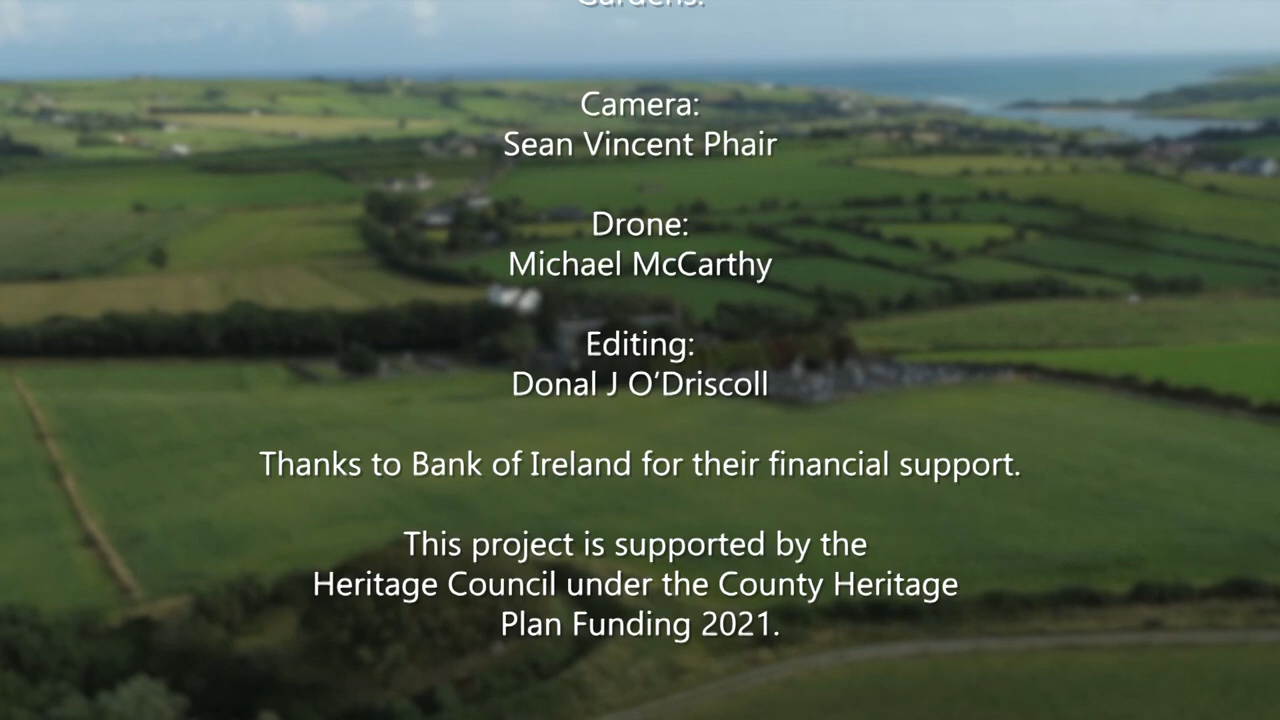 Gardens.
Camera:
Sean Vincent Phair
Drone:
Michael McCarthy
Editing:
Donal J O’Driscoll
Thanks to Bank of Ireland for their financial support.
This project is supported by the
Heritage Council under the County Heritage
Plan Funding 2021.